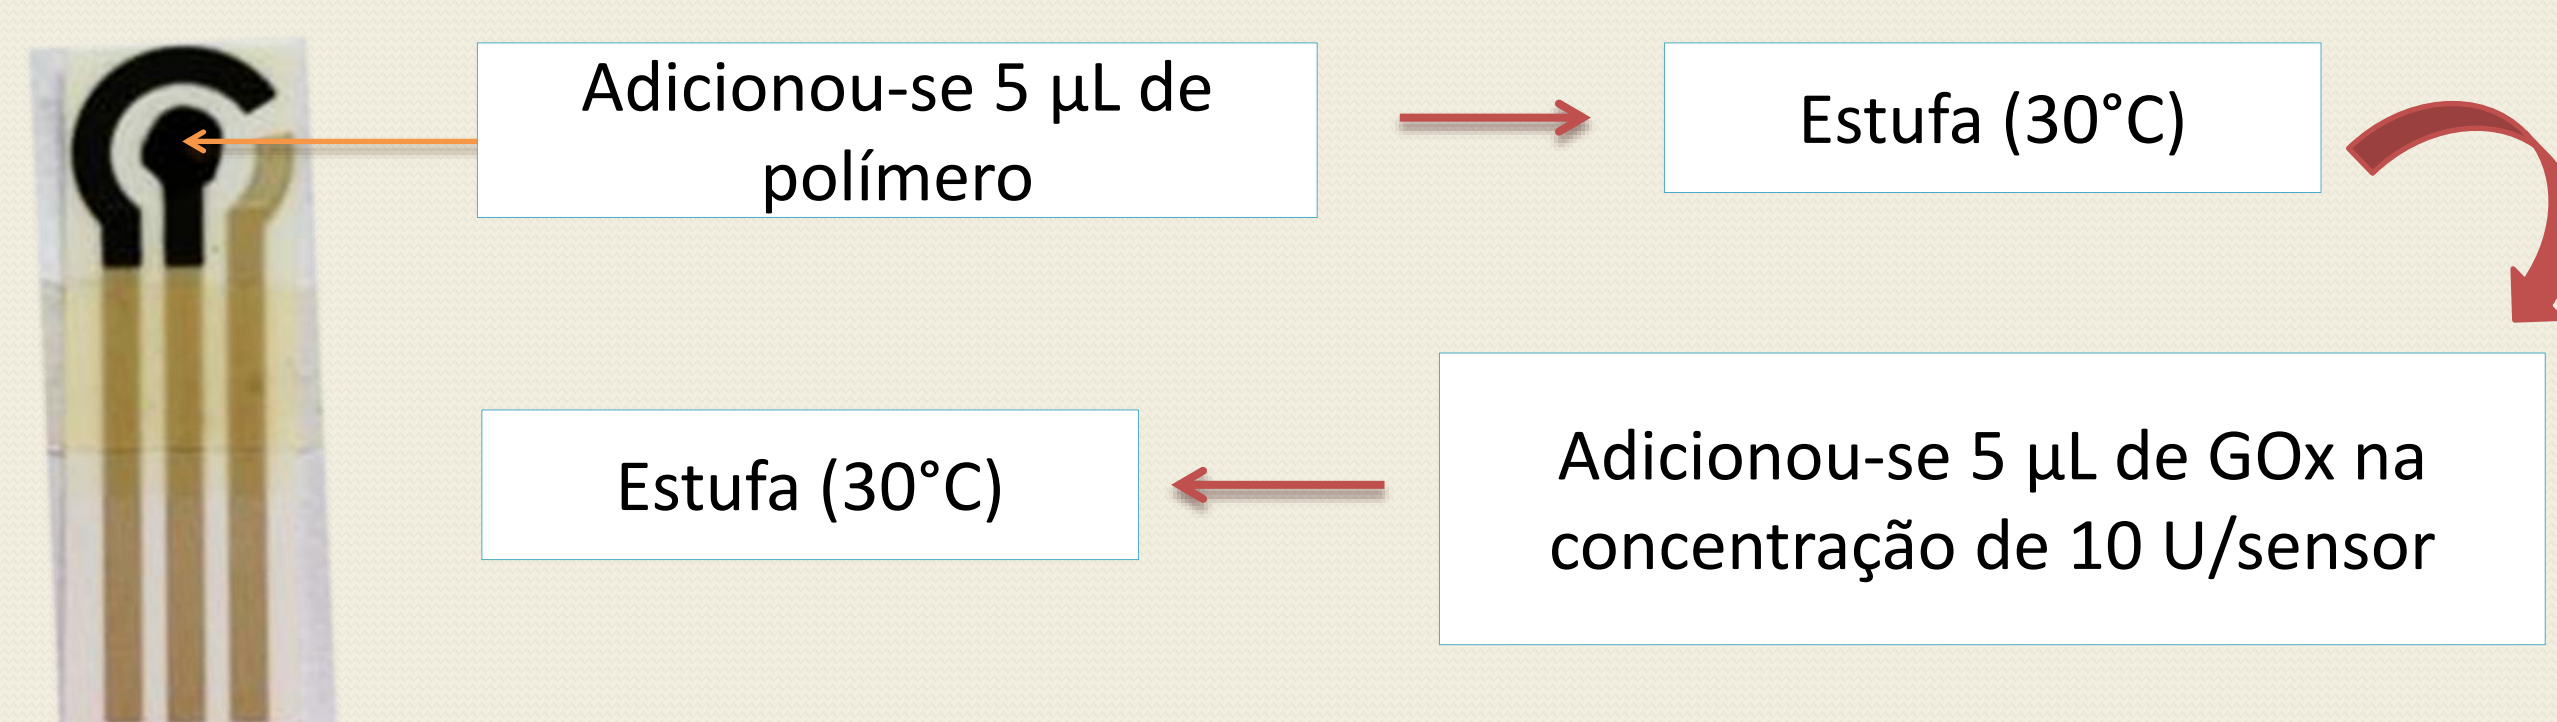 Adicionou-se 5 µL de
polímero
Estufa (30°C)
Adicionou-se 5 µL de GOx na
concentração de 10 U/sensor
Estufa (30°C)